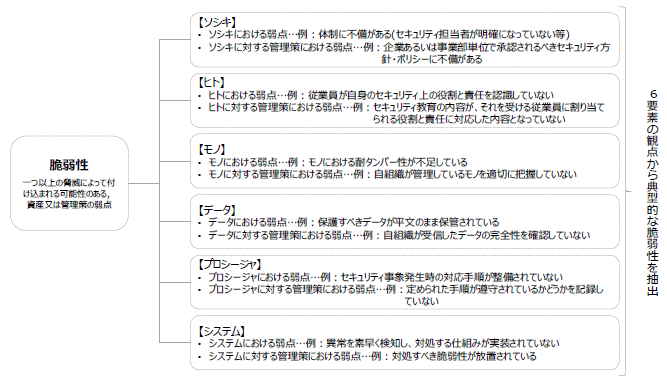 【ソシキ】
• ソシキにおける弱点…例：体制に不備がある(セキュリティ担当者が明確になっていない等)
• ソシキに対する管理策における弱点…例：企業あるいは事業部単位で承認されるべきセキュリティ方
針・ポリシーに不備がある
【ヒト】
• ヒトにおける弱点…例：従業員が自身のセキュリティ上の役割と責任を認識していない
• ヒトに対する管理策における弱点…例：セキュリティ教育の内容が、それを受ける従業員に割り当て
られる役割と責任に対応した内容となっていない
脆弱性
一つ以上の脅威によって付
け込まれる可能性のある,
資産又は管理策の弱点
【モノ】
• モノにおける弱点…例：モノにおける耐タンパー性が不足している
• モノに対する管理策における弱点…例：自組織が管理しているモノを適切に把握していない
【データ】
• データにおける弱点…例：保護すべきデータが平文のまま保管されている
• データに対する管理策における弱点…例：自組織が受信したデータの完全性を確認していない
【プロシージャ】
• プロシージャにおける弱点…例：セキュリティ事象発生時の対応手順が整備されていない
• プロシージャに対する管理策における弱点…例：定められた手順が遵守されているかどうかを記録し
ていない
【システム】
• システムにおける弱点…例：異常を素早く検知し、対処する仕組みが実装されていない
• システムに対する管理策における弱点…例：対処すべき脆弱性が放置されている
６要素の観点から典型的な脆弱性を抽出